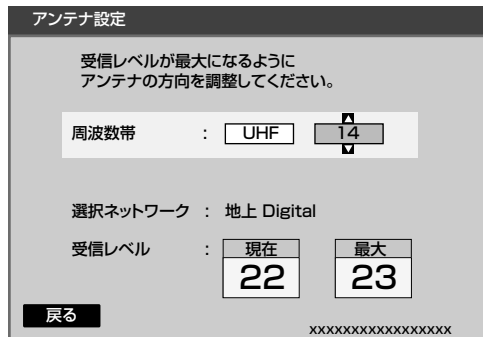 アンテナ設定
受信レベルが最大になるように
アンテナの方向を調整してください。
周波数帯 : UHF 14
選択ネットワーク : 地上 Digital
受信レベル : 現在 最大
22 23
戻る
xxxxxxxxxxxxxxxxx